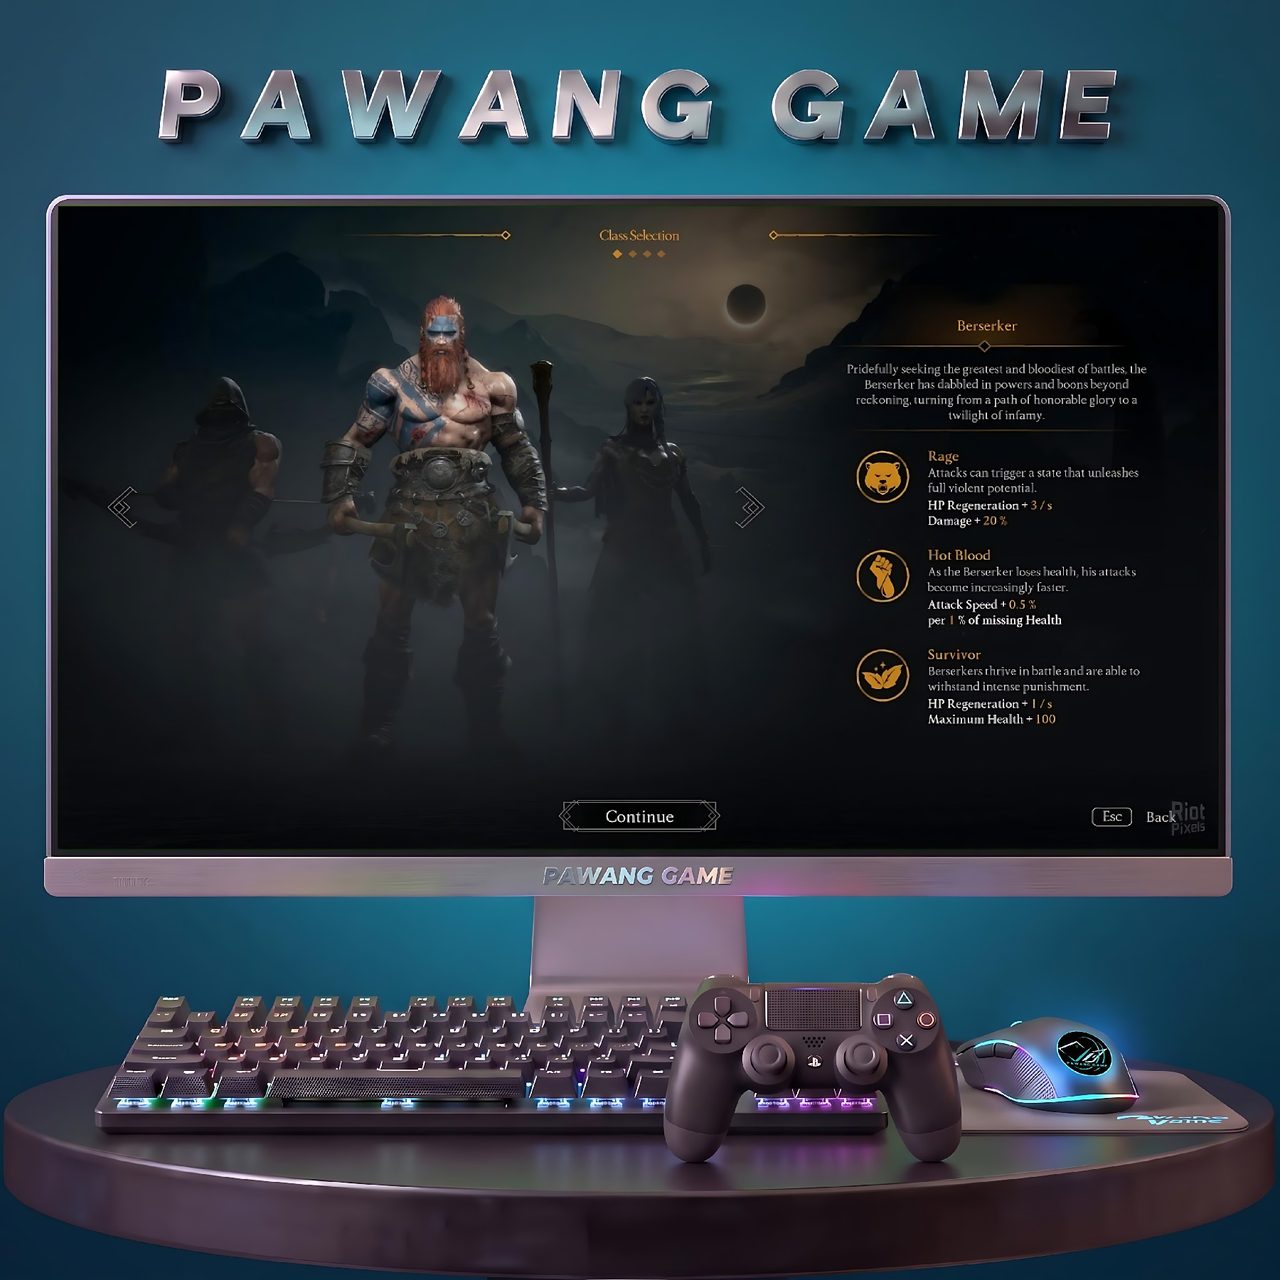 PAWANG GAME
Class Selection
Berserker
Pridefully seeking the greatest and bloodiest of battles, the
Berserker has dabbled in powers and boons beyond
reckoning, turning from a path of honorable glory to a
twilight of infamy.
Rage
Attacks can trigger a state that unleashes
full violent potential.
HP Regeneration + 3 / s
Damage + 20 %
Hot Blood
As the Berserker loses health, his attacks
become increasingly faster.
Attack Speed + 0.5 %
per 1 % of missing Health
Survivor
Berserkers thrive in battle and are able to
withstand intense punishment.
HP Regeneration + 1 / s
Maximum Health + 100
Continue
Esc Back
Riot
Pixels
PAWANG GAME